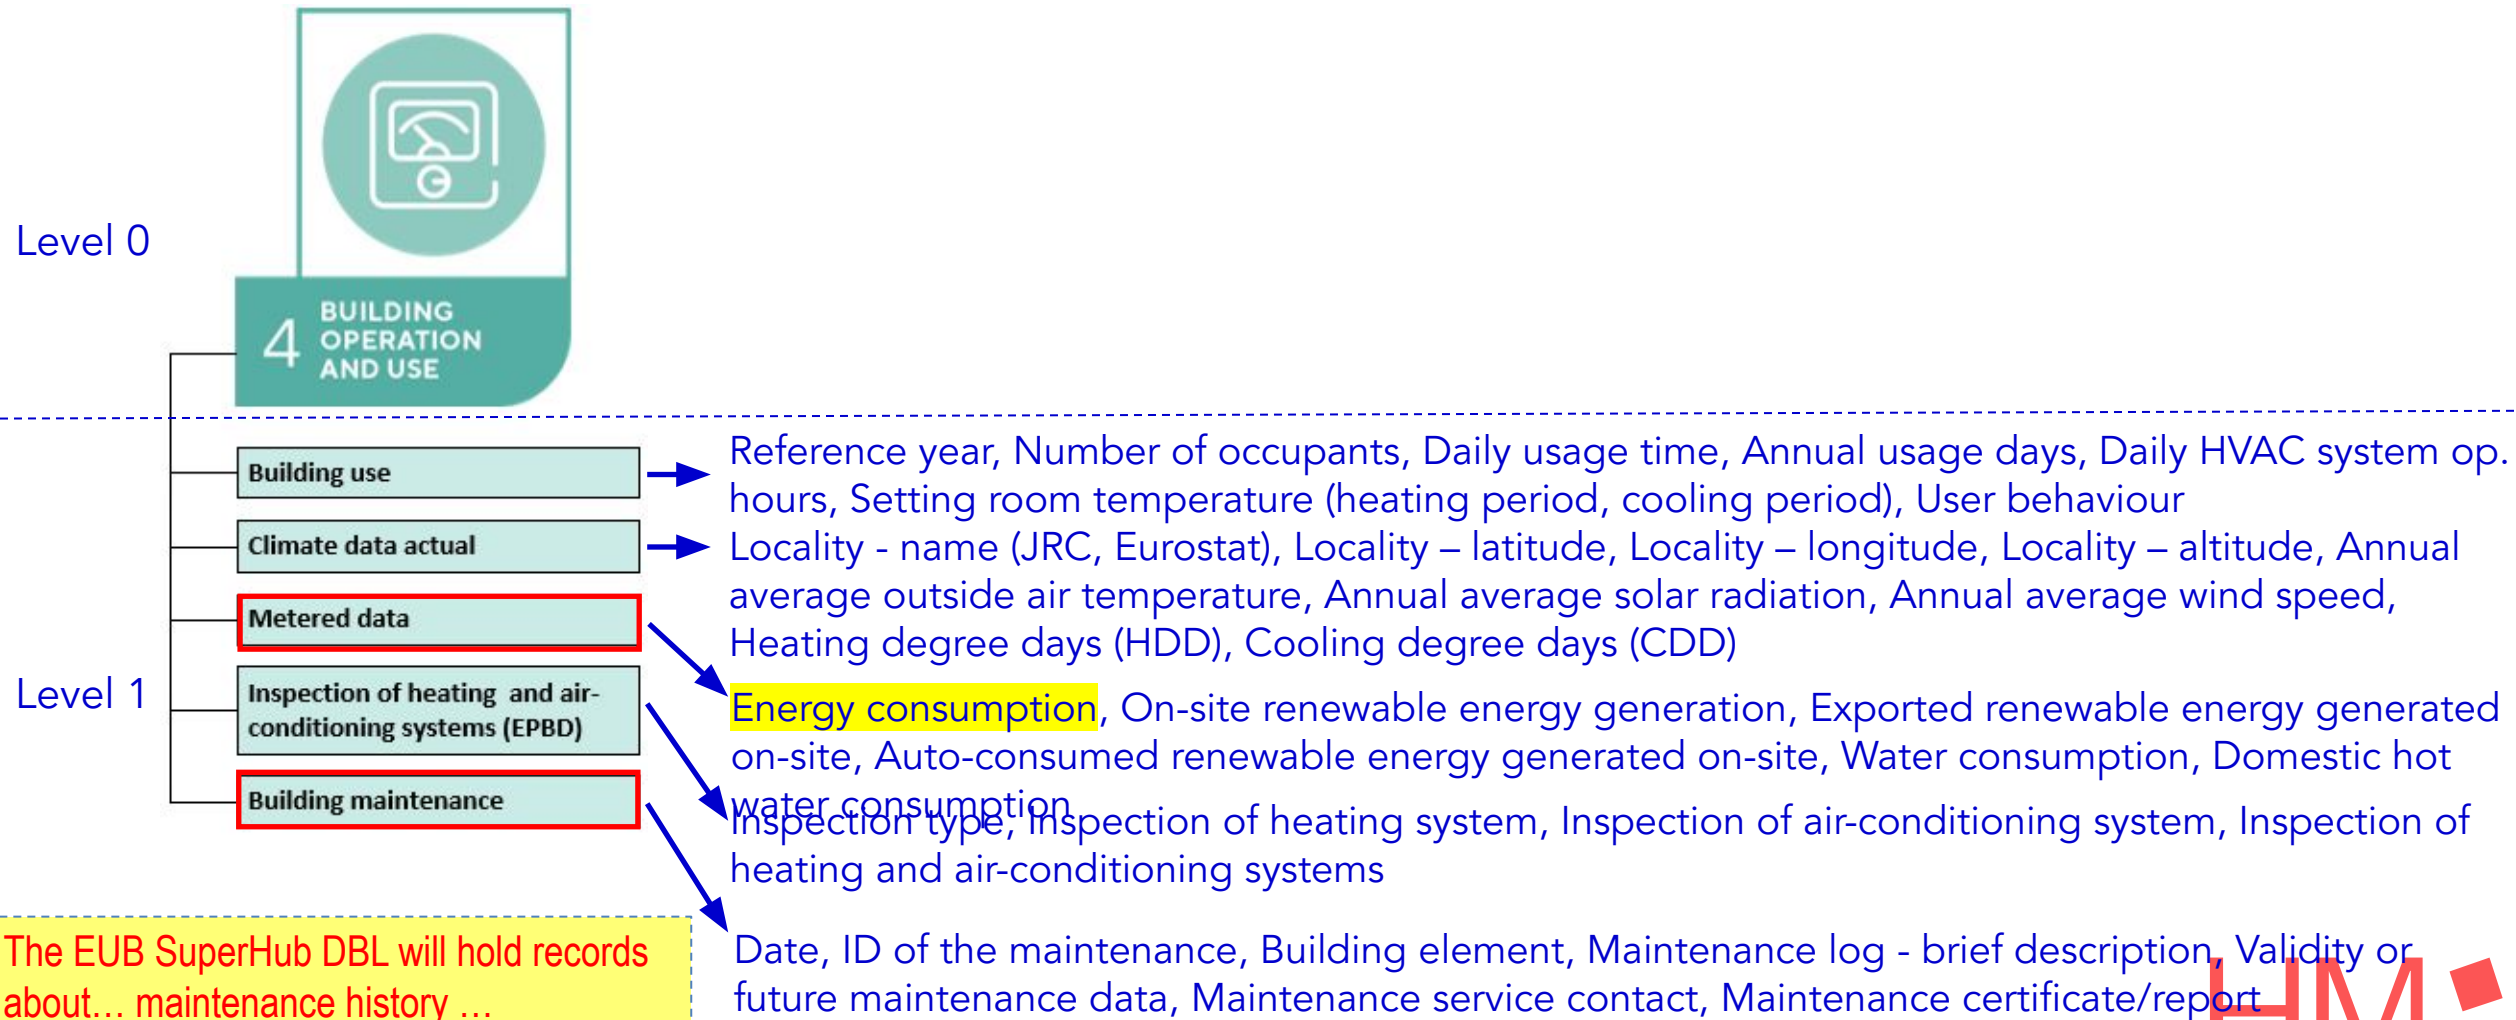 Level 0
4 BUILDING
OPERATION
AND USE
Building use
Reference year, Number of occupants, Daily usage time, Annual usage days, Daily HVAC system op.
hours, Setting room temperature (heating period, cooling period), User behaviour
Climate data actual
Locality - name (JRC, Eurostat), Locality – latitude, Locality – longitude, Locality – altitude, Annual
average outside air temperature, Annual average solar radiation, Annual average wind speed,
Heating degree days (HDD), Cooling degree days (CDD)
Metered data
Level 1
Energy consumption, On-site renewable energy generation, Exported renewable energy generated
on-site, Auto-consumed renewable energy generated on-site, Water consumption, Domestic hot
water consumption
Inspection of heating and air-
conditioning systems (EPBD)
Inspection type, Inspection of heating system, Inspection of air-conditioning system, Inspection of
heating and air-conditioning systems
Building maintenance
Date, ID of the maintenance, Building element, Maintenance log - brief description, Validity or
future maintenance data, Maintenance service contact, Maintenance certificate/report
The EUB SuperHub DBL will hold records
about… maintenance history …
HM